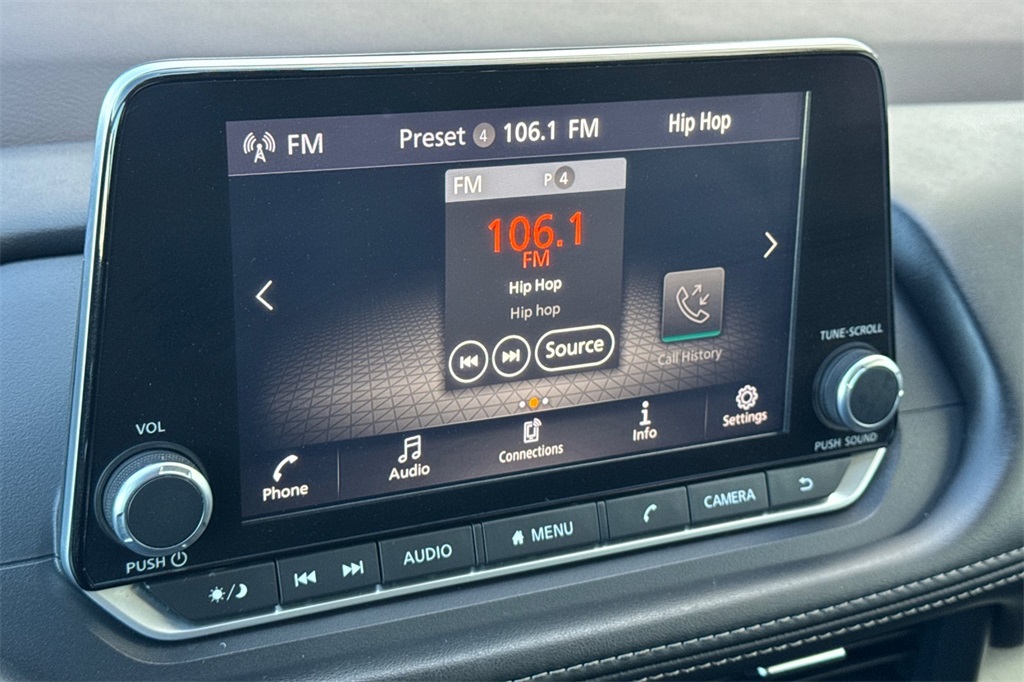 FM Preset 4 106.1 FM Hip Hop
FM P 4
106.1
FM
Hip Hop
Hip hop
Source
Call History
Phone Audio Connections Info Settings
VOL
PUSH
TUNE·SCROLL
PUSH SOUND
AUDIO MENU CAMERA